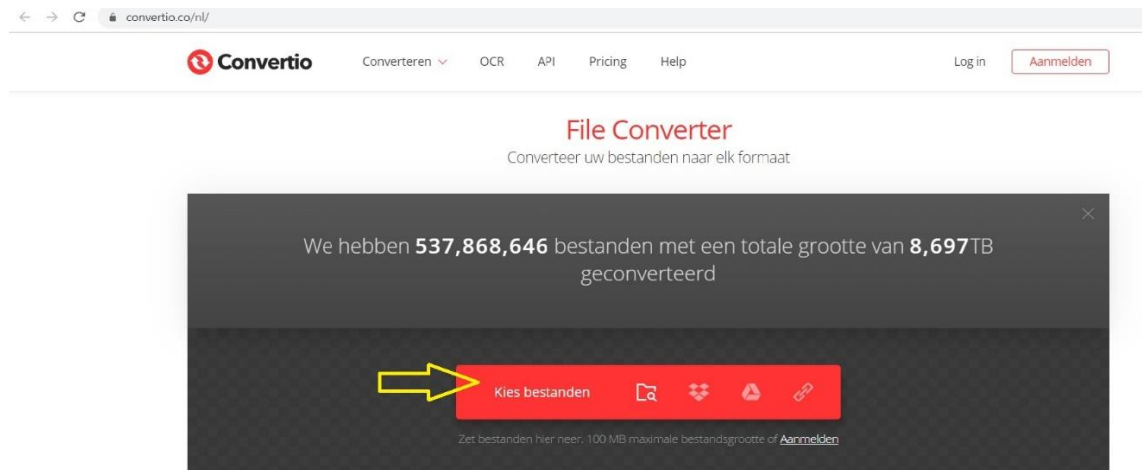 convertio.co/nl/
Convertio Converteren OCR API Pricing Help Log in Aanmelden
File Converter
Converteer uw bestanden naar elk formaat
We hebben 537,868,646 bestanden met een totale grootte van 8,697TB
geconverteerd
Kies bestanden
Zet bestanden hier neer. 100 MB maximale bestandsgrootte of Aanmelden